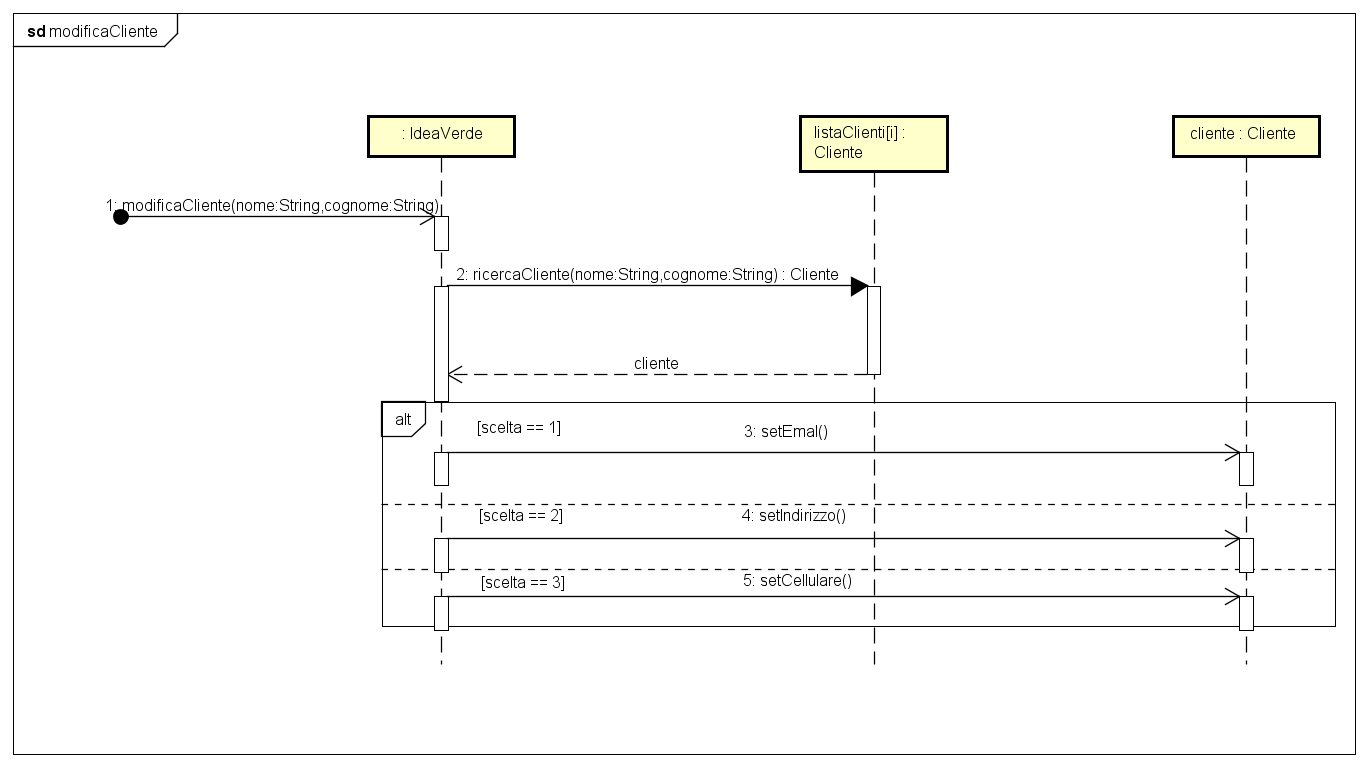 sd modificaCliente
: IdeaVerde
listaClienti[i] :
Cliente
cliente : Cliente
1: modificaCliente(nome:String,cognome:String)
2: ricercaCliente(nome:String,cognome:String) : Cliente
cliente
alt
[scelta == 1]
3: setEmal()
[scelta == 2]
4: setIndirizzo()
[scelta == 3]
5: setCellulare()